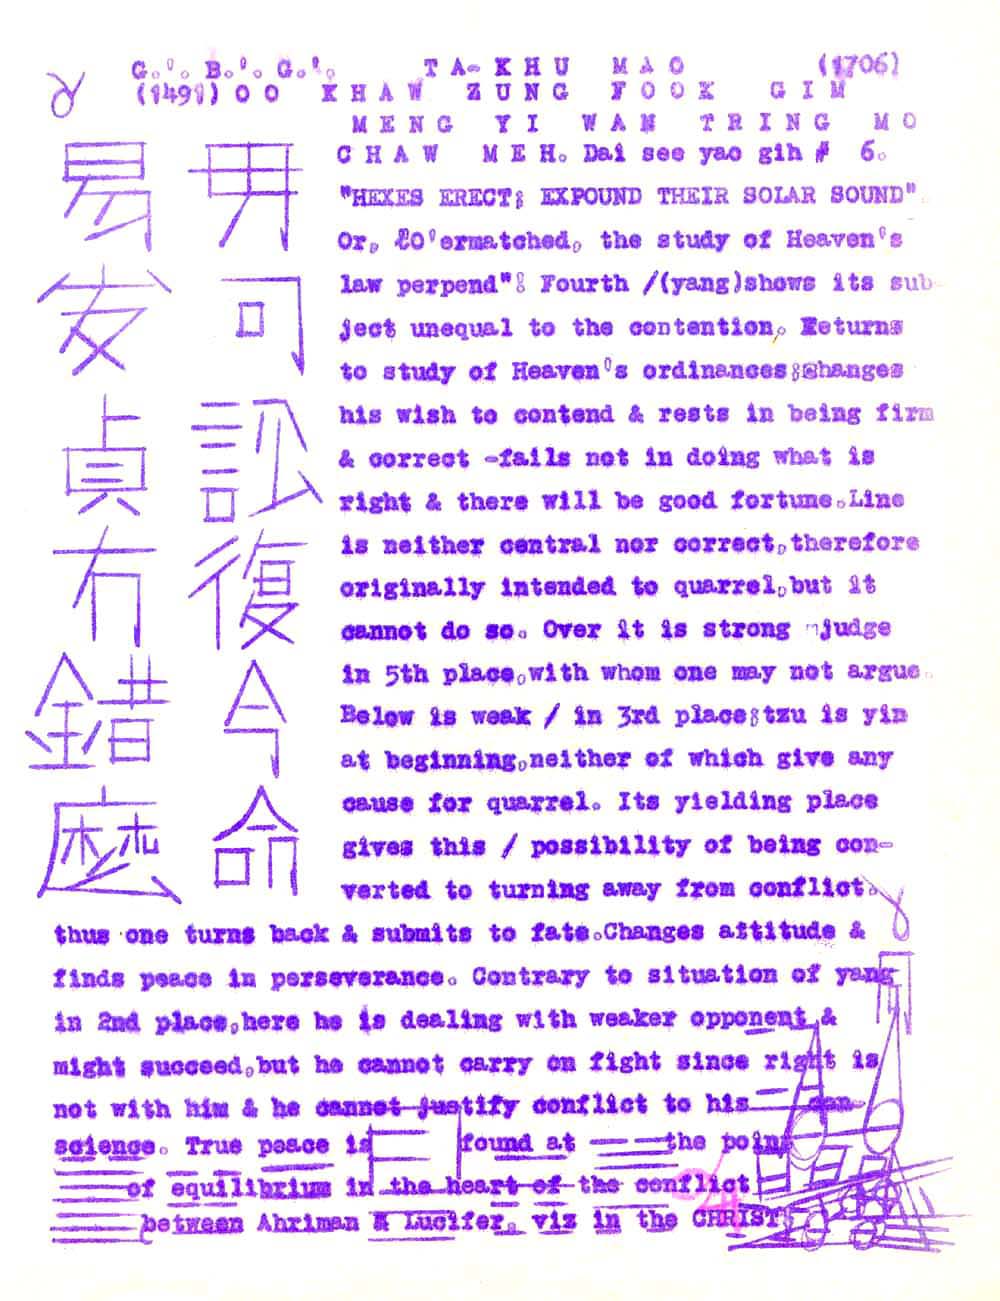 G.'. B.'. G.'. TA-KHU MAO (1706)
(1491) OO KHAW ZUNG FOOK GIM
MENG YI WAN TRING MO
CHAW MEH. Dai see yao gih # 6.
可訟復今命
易貞冇錯麼
"HEXES ERECT; EXPOUND THEIR SOLAR SOUND"
Or, &O'ermatched, the study of Heaven's
law perpend"! Fourth /(yang)shows its sub-
ject unequal to the contention. Returns
to study of Heaven's ordinances;changes
his wish to contend & rests in being firm
& correct -fails not in doing what is
right & there will be good fortune.Line
is neither central nor correct,therefore
originally intended to quarrel,but it
cannot do so. Over it is strong judge
in 5th place,with whom one may not argue.
Below is weak / in 3rd place;tzu is yin
at beginning,neither of which give any
cause for quarrel. Its yielding place
gives this / possibility of being con-
verted to turning away from conflict.
thus one turns back & submits to fate.Changes attitude &
finds peace in perseverance. Contrary to situation of yang
in 2nd place,here he is dealing with weaker opponent &
might succeed,but he cannot carry on fight since right is
not with him & he cannot justify conflict to his con-
science. True peace is found at the point
of equilibrium in the heart of the conflict
between Ahriman & Lucifer, viz in the CHRIST;